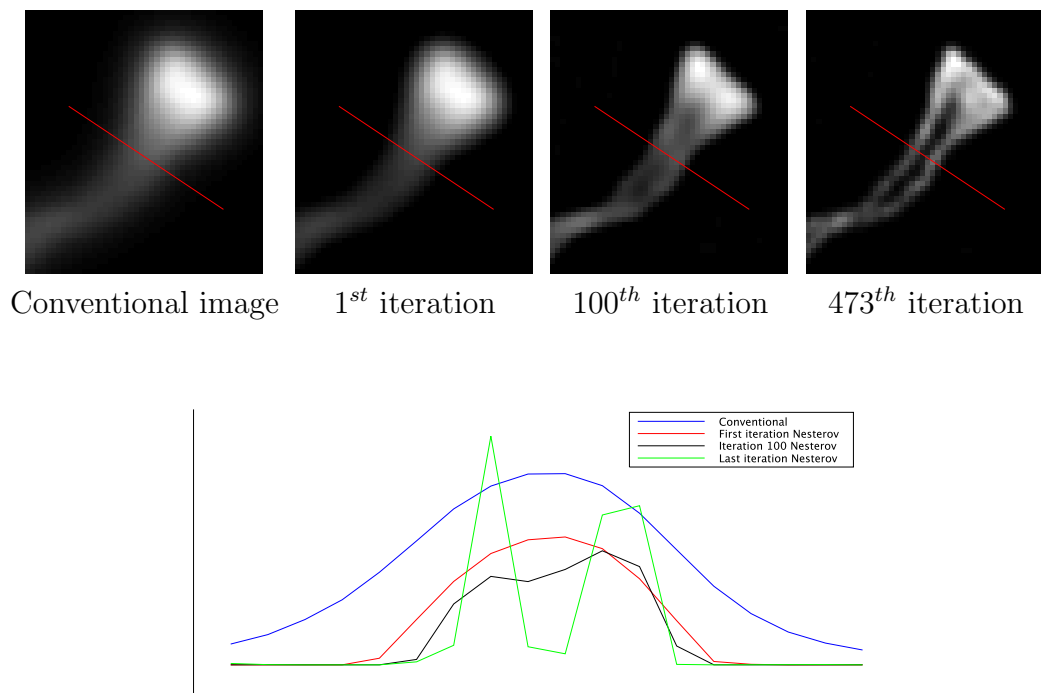 Conventional image 1st iteration 100th iteration 473th iteration
Conventional
First iteration Nesterov
Iteration 100 Nesterov
Last iteration Nesterov